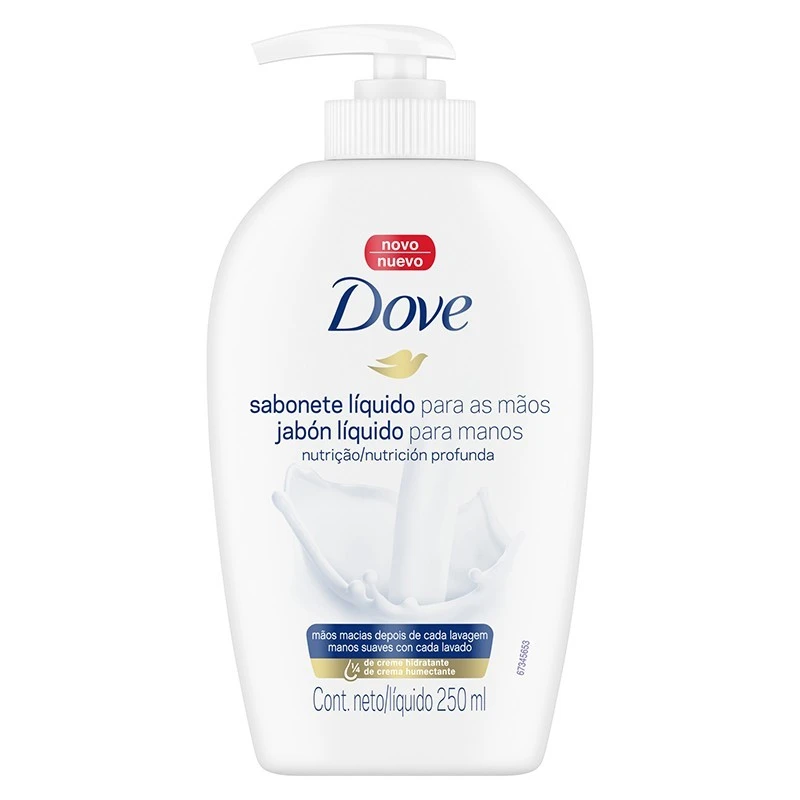 novo
nuevo
Dove
sabonete líquido para as mãos
jabón líquido para manos
nutrição/nutrición profunda
mãos macias depois de cada lavagem
manos suaves con cada lavado
1/4 de creme hidratante
de crema humectante
Cont. neto/líquido 250 ml
67345653